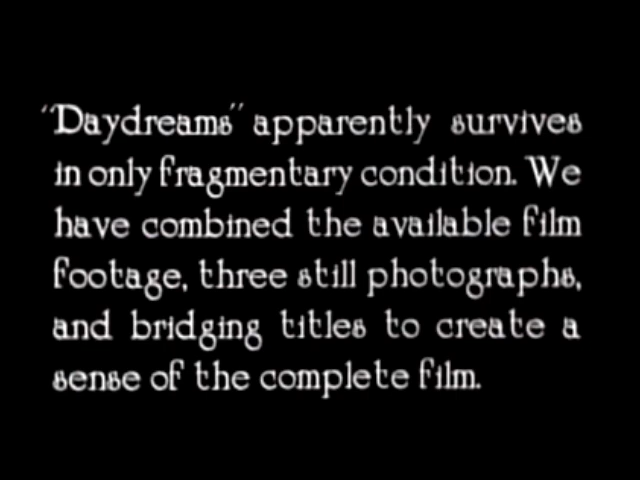 "Daydreams" apparently survives
in only fragmentary condition. We
have combined the available film
footage, three still photographs,
and bridging titles to create a
sense of the complete film.